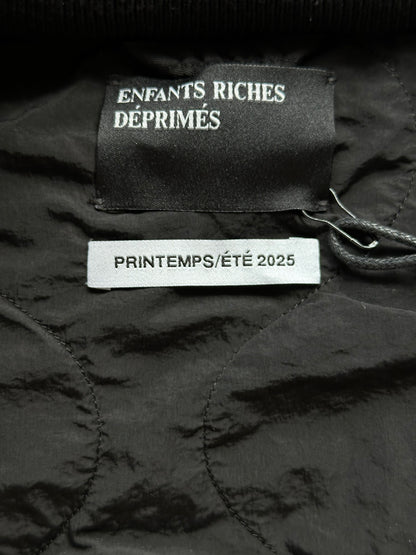 ENFANTS RICHES
DÉPRIMÉS
PRINTEMPS/ÉTÉ 2025